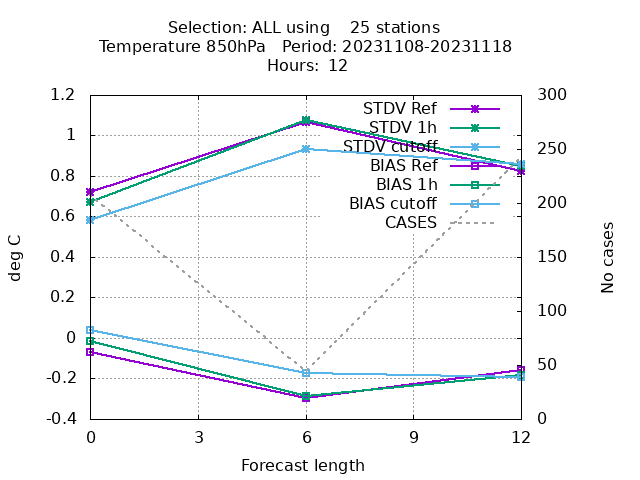 Selection: ALL using    25 stations
Temperature 850hPa   Period: 20231108-20231118
Hours: 12
1.2
1
0.8
0.6
0.4
0.2
0
-0.2
-0.4
300
250
200
150
100
50
0
0 3 6 9 12
deg C
No cases
Forecast length
STDV Ref
STDV 1h
STDV cutoff
BIAS Ref
BIAS 1h
BIAS cutoff
CASES